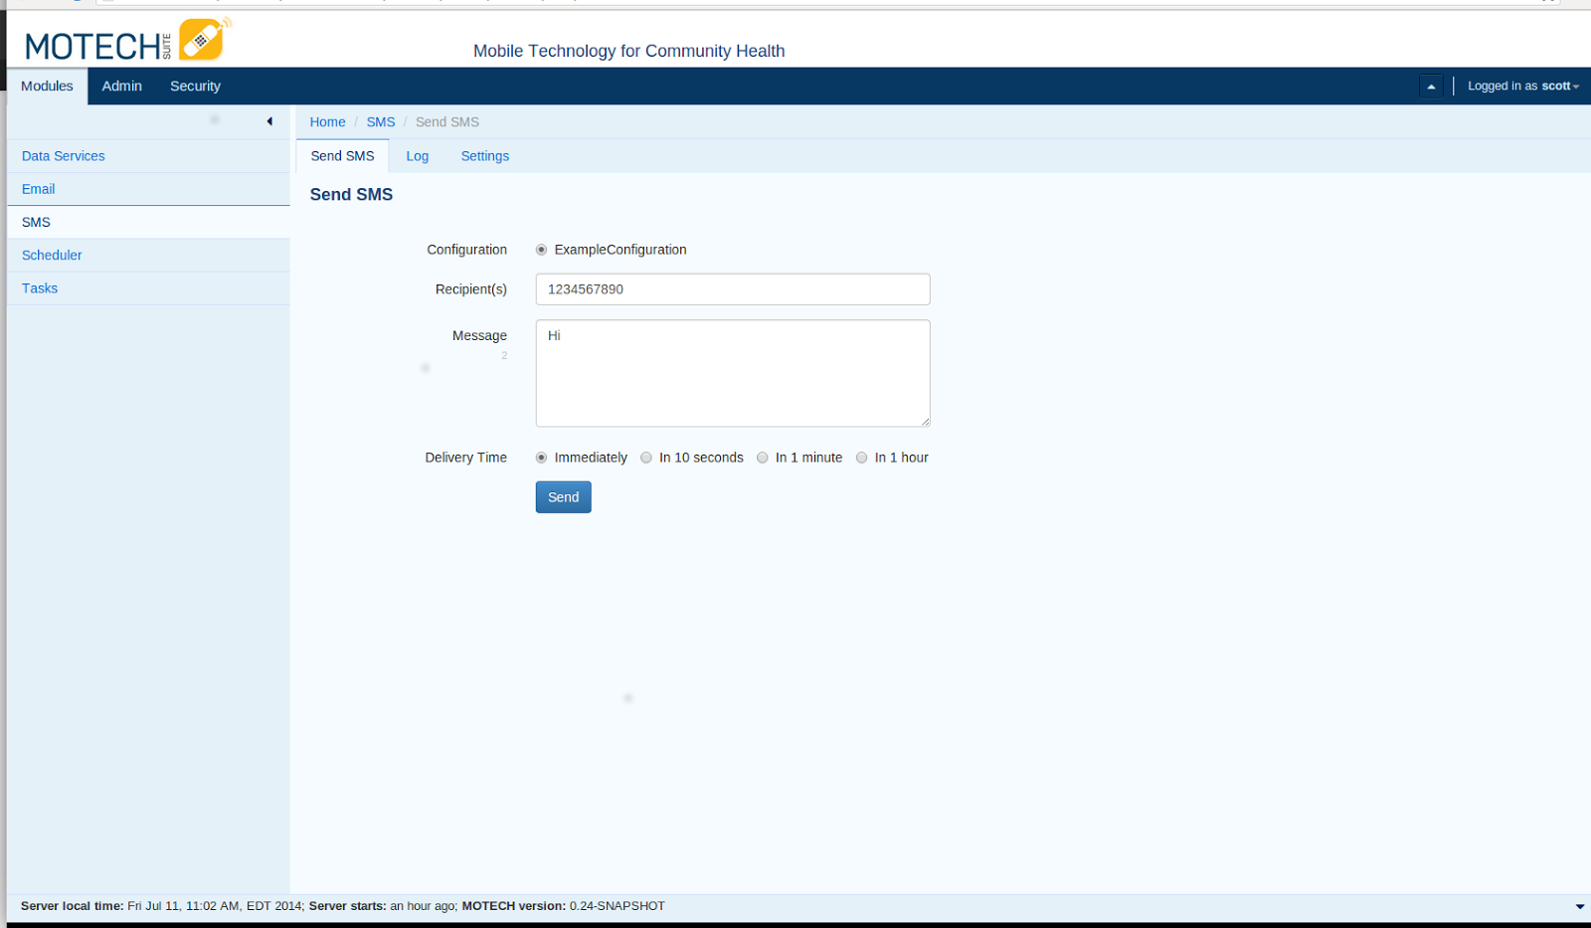 MOTECH SUITE
Mobile Technology for Community Health
Modules Admin Security Logged in as scott
Home / SMS / Send SMS
Data Services
Email
SMS
Scheduler
Tasks
Send SMS Log Settings
Send SMS
Configuration ExampleConfiguration
Recipient(s) 1234567890
Message Hi
2
Delivery Time Immediately In 10 seconds In 1 minute In 1 hour
Send
Server local time: Fri Jul 11, 11:02 AM, EDT 2014; Server starts: an hour ago; MOTECH version: 0.24-SNAPSHOT